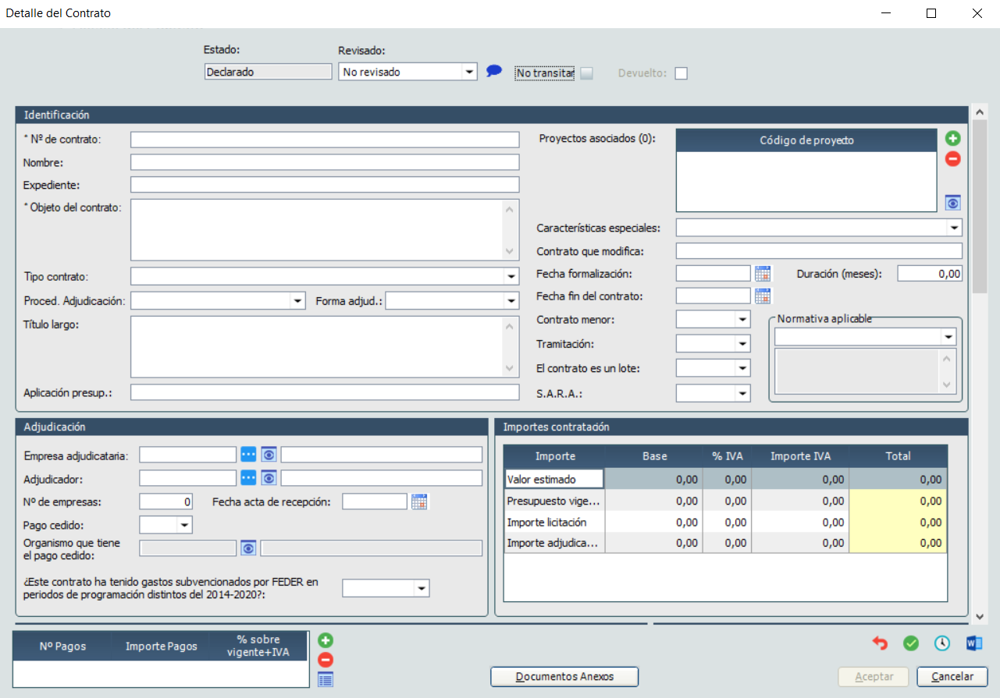 Detalle del Contrato
Estado:
Revisado:
Declarado
No revisado
No transitar
Devuelto:
Identificación
* Nº de contrato:
Nombre:
Expediente:
* Objeto del contrato:
Tipo contrato:
Proced. Adjudicación:
Forma adjud.:
Título largo:
Aplicación presup.:
Proyectos asociados (0):
Código de proyecto
Características especiales:
Contrato que modifica:
Fecha formalización:
Duración (meses):
0,00
Fecha fin del contrato:
Contrato menor:
Normativa aplicable
Tramitación:
El contrato es un lote:
S.A.R.A.:
Adjudicación
Empresa adjudicataria:
Adjudicador:
Nº de empresas:
0
Fecha acta de recepción:
Pago cedido:
Organismo que tiene
el pago cedido:
¿Este contrato ha tenido gastos subvencionados por FEDER en
periodos de programación distintos del 2014-2020?:
Importes contratación
Importe Base % IVA Importe IVA Total
Valor estimado 0,00 0,00 0,00 0,00
Presupuesto vige... 0,00 0,00 0,00 0,00
Importe licitación 0,00 0,00 0,00 0,00
Importe adjudica... 0,00 0,00 0,00 0,00
Nº Pagos
Importe Pagos
% sobre
vigente+IVA
Documentos Anexos
Aceptar
Cancelar